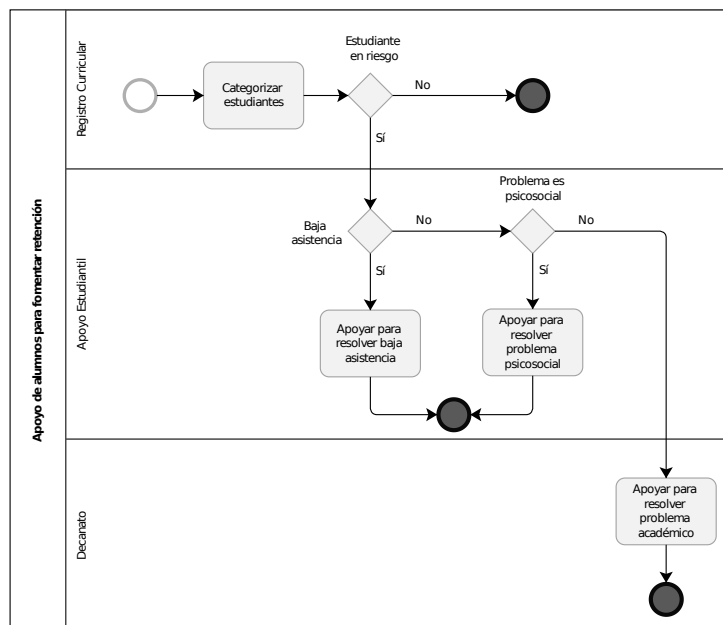 Apoyo de alumnos para fomentar retención
Registro Curricular
Categorizar
estudiantes
Estudiante
en riesgo
No
Sí
Apoyo Estudiantil
Baja
asistencia
No
Problema es
psicosocial
No
Sí
Sí
Apoyar para
resolver baja
asistencia
Apoyar para
resolver
problema
psicosocial
Decanato
Apoyar para
resolver
problema
académico